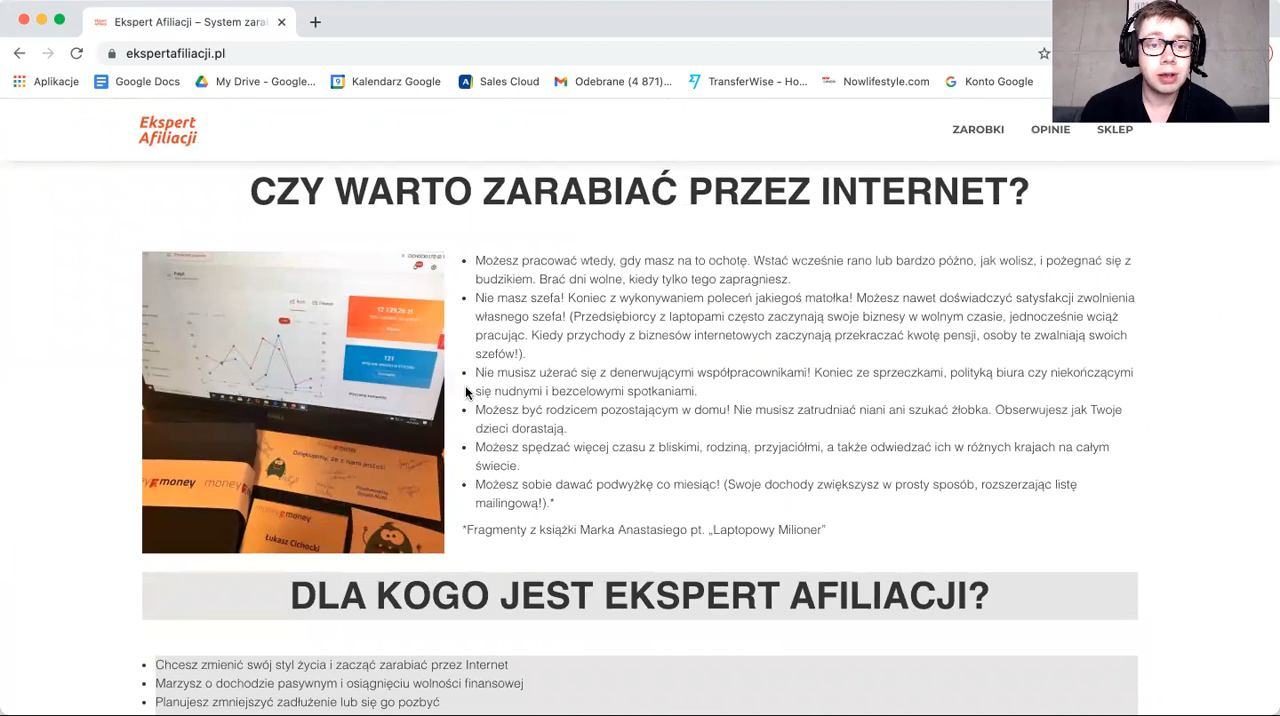 Ekspert Afiliacji – System zara
ekspertafiliacji.pl
Aplikacje
Google Docs
My Drive - Google...
Kalendarz Google
Sales Cloud
Odebrane (4 871)...
TransferWise - Ho...
Nowlifestyle.com
Konto Google
Ekspert
Afiliacji
ZAROBKI
OPINIE
SKLEP
CZY WARTO ZARABIAĆ PRZEZ INTERNET?
Możesz pracować wtedy, gdy masz na to ochotę. Wstać wcześnie rano lub bardzo późno, jak wolisz, i pożegnać się z
budzikiem. Brać dni wolne, kiedy tylko tego zapragniesz.
Nie masz szefa! Koniec z wykonywaniem poleceń jakiegoś matołka! Możesz nawet doświadczyć satysfakcji zwolnienia
własnego szefa! (Przedsiębiorcy z laptopami często zaczynają swoje biznesy w wolnym czasie, jednocześnie wciąż
pracując. Kiedy przychody z biznesów internetowych zaczynają przekraczać kwotę pensji, osoby te zwalniają swoich
szefów!).
Nie musisz użerać się z denerwującymi współpracownikami! Koniec ze sprzeczkami, polityką biura czy niekończącymi
się nudnymi i bezcelowymi spotkaniami.
Możesz być rodzicem pozostającym w domu! Nie musisz zatrudniać niani ani szukać żłobka. Obserwujesz jak Twoje
dzieci dorastają.
Możesz spędzać więcej czasu z bliskimi, rodziną, przyjaciółmi, a także odwiedzać ich w różnych krajach na całym
świecie.
Możesz sobie dawać podwyżkę co miesiąc! (Swoje dochody zwiększysz w prosty sposób, rozszerzając listę
mailingową!).*
*Fragmenty z książki Marka Anastasiego pt. „Laptopowy Milioner”
Dziękujemy, że z nami jesteś!
money
money
money
Łukasz Cichocki
DLA KOGO JEST EKSPERT AFILIACJI?
Chcesz zmienić swój styl życia i zacząć zarabiać przez Internet
Marzysz o dochodzie pasywnym i osiągnięciu wolności finansowej
Planujesz zmniejszyć zadłużenie lub się go pozbyć